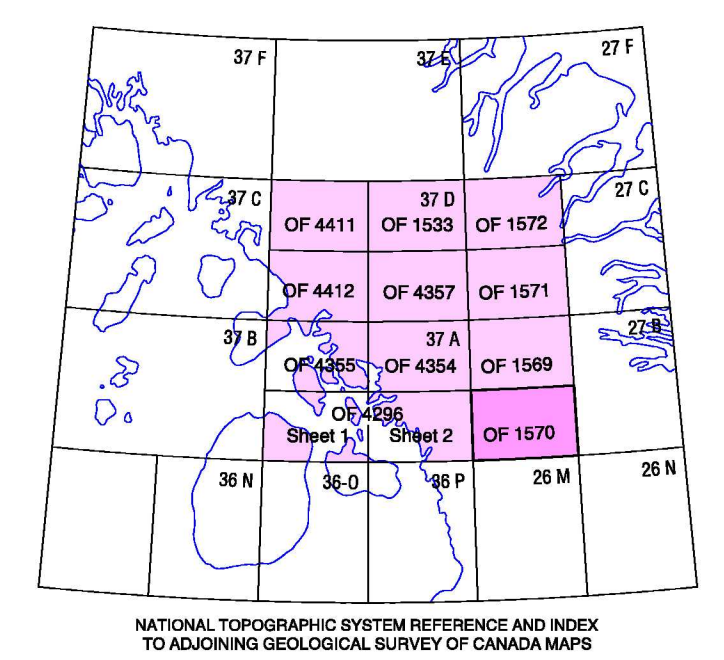 37 F
37 E
27 F
37 C
37 D
27 C
OF 4411
OF 1533
OF 1572
OF 4412
OF 4357
OF 1571
37 B
37 A
27 B
OF 4355
OF 4354
OF 1569
OF 4296
Sheet 1
Sheet 2
OF 1570
36 N
36-O
36 P
26 M
26 N
NATIONAL TOPOGRAPHIC SYSTEM REFERENCE AND INDEX
TO ADJOINING GEOLOGICAL SURVEY OF CANADA MAPS